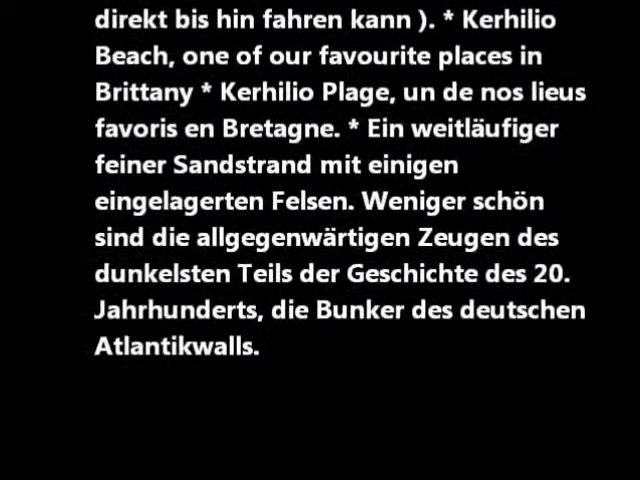 direkt bis hin fahren kann ). * Kerhilio
Beach, one of our favourite places in
Brittany * Kerhilio Plage, un de nos lieus
favoris en Bretagne. * Ein weitläufiger
feiner Sandstrand mit einigen
eingelagerten Felsen. Weniger schön
sind die allgegenwärtigen Zeugen des
dunkelsten Teils der Geschichte des 20.
Jahrhunderts, die Bunker des deutschen
Atlantikwalls.